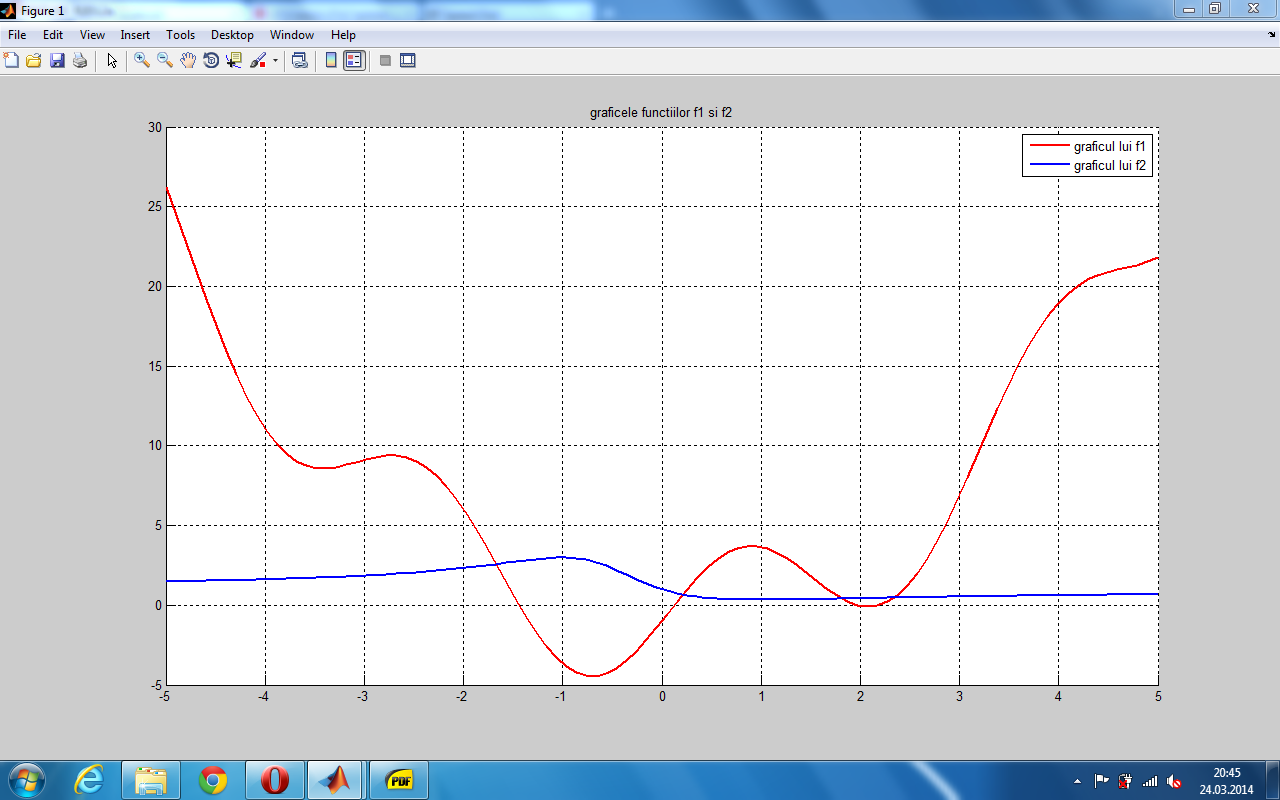 Figure 1
File Edit View Insert Tools Desktop Window Help
graficele functiilor f1 si f2
30
25
20
15
10
5
0
-5
graficul lui f1
graficul lui f2
-5 -4 -3 -2 -1 0 1 2 3 4 5
PDF
20:45
24.03.2014